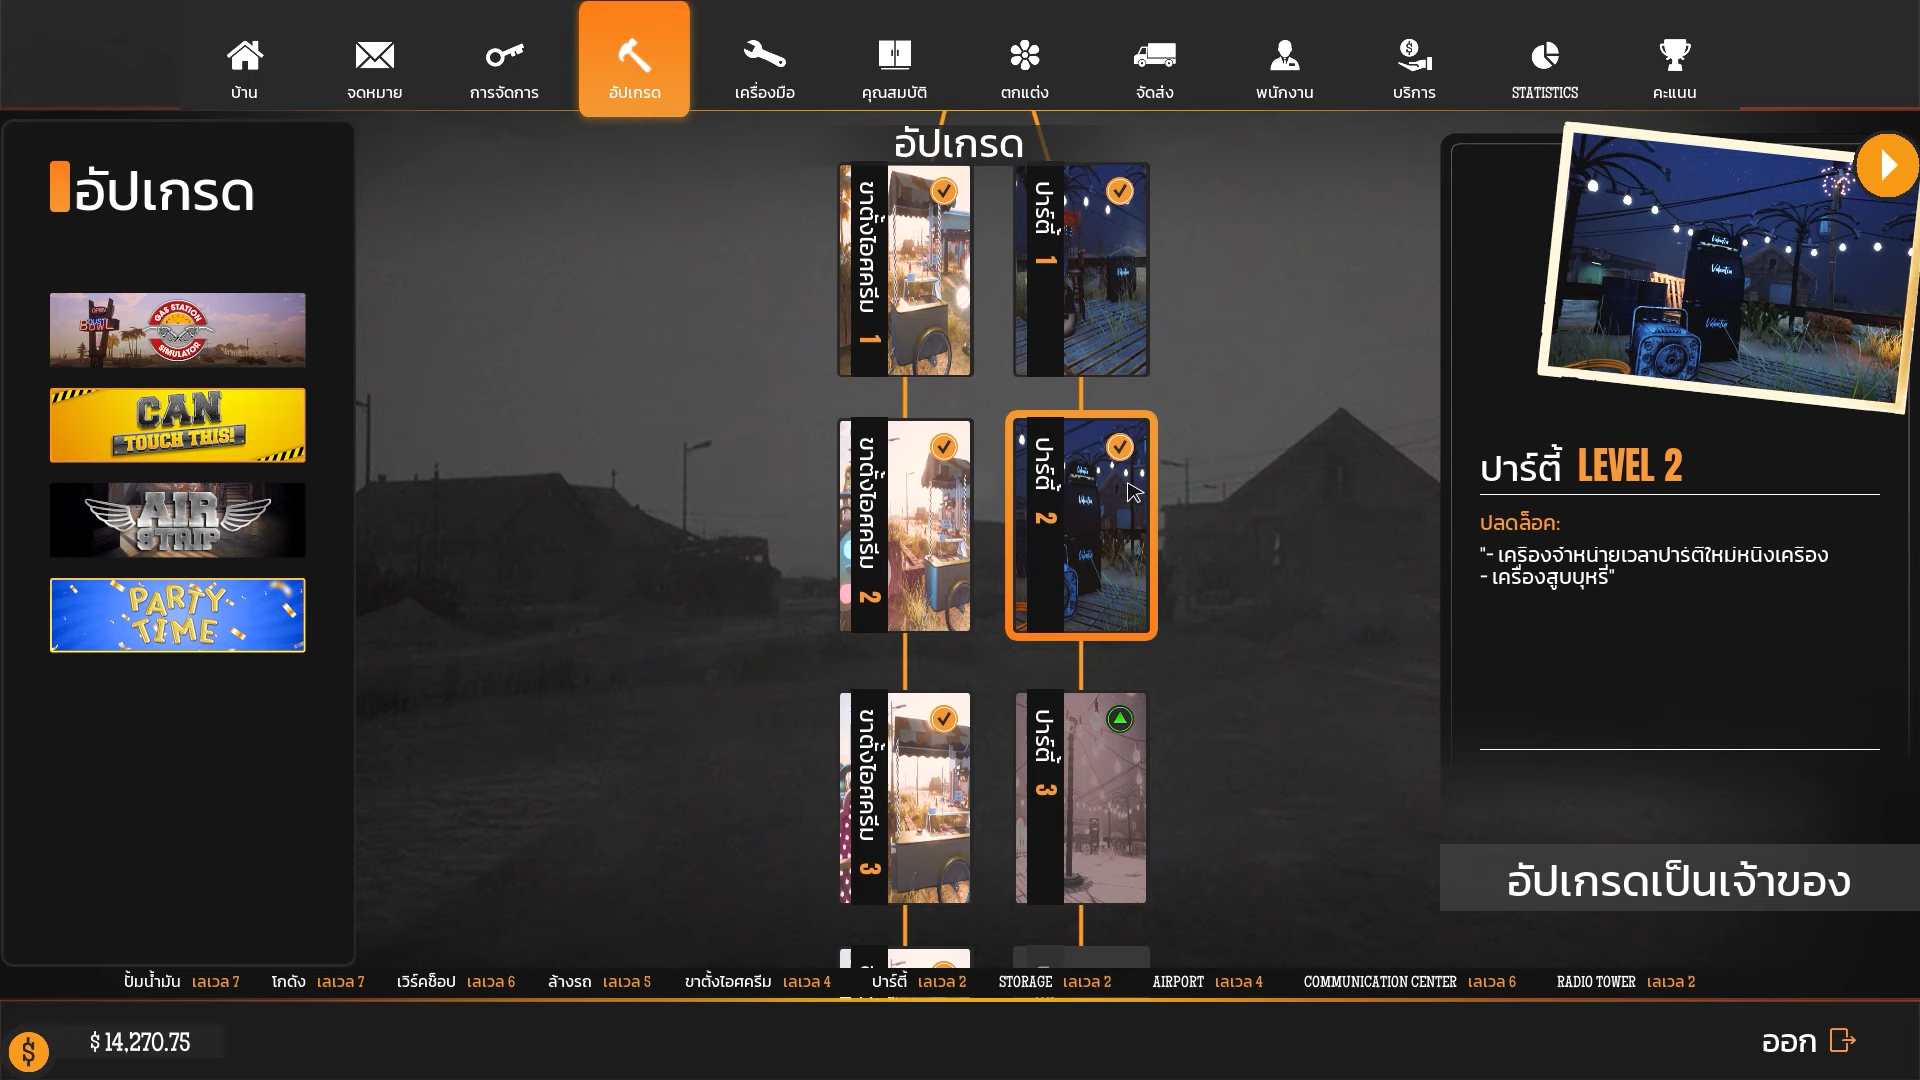 บ้าน
จดหมาย
การจัดการ
อัปเกรด
เครื่องมือ
คุณสมบัติ
ตกแต่ง
จัดส่ง
พนักงาน
บริการ
STATISTICS
คะแนน
อัปเกรด
OPEN
DUST BOWL
GAS STATION
SIMULATOR
CAN
TOUCH THIS!
AIR
STRIP
PARTY
TIME
อัปเกรด
ขาตั้งไอศครีม 1
ปาร์ตี้ 1
ขาตั้งไอศครีม 2
ปาร์ตี้ 2
ขาตั้งไอศครีม 3
ปาร์ตี้ 3
ปาร์ตี้ LEVEL 2
ปลดล็อค:
"- เครื่องจำหน่ายเวลาปาร์ตี้ใหม่หนึ่งเครื่อง
- เครื่องสูบบุหรี่"
อัปเกรดเป็นเจ้าของ
ปั้มน้ำมัน เลเวล 7
โกดัง เลเวล 7
เวิร์คช็อป เลเวล 6
ล้างรถ เลเวล 5
ขาตั้งไอศครีม เลเวล 4
ปาร์ตี้ เลเวล 2
STORAGE เลเวล 2
AIRPORT เลเวล 4
COMMUNICATION CENTER เลเวล 6
RADIO TOWER เลเวล 2
$ 14,270.75
ออก